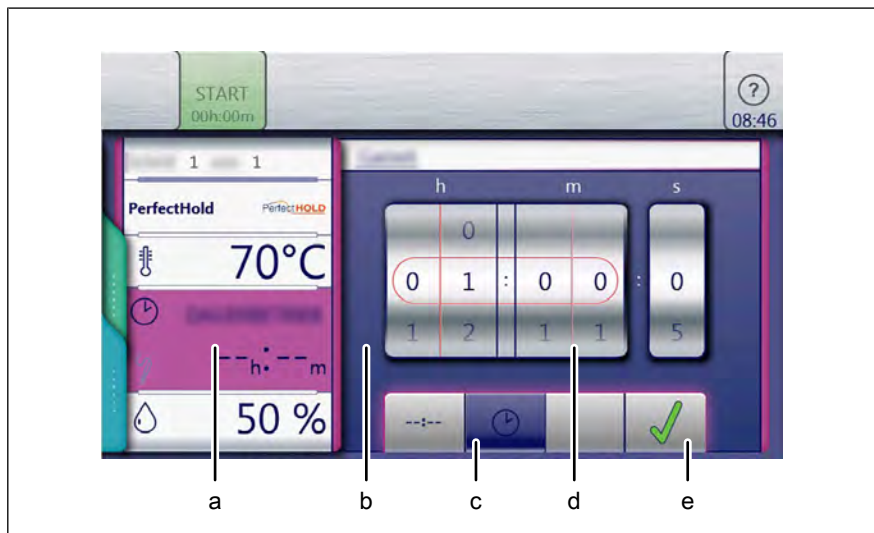 START
00h:00m
?
08:46
1 1
PerfectHold PerfectHOLD
70°C
--h:--m
50 %
h m s
0
0 1 : 0 0 : 0
1 2 1 1 5
--:--
a b c d e